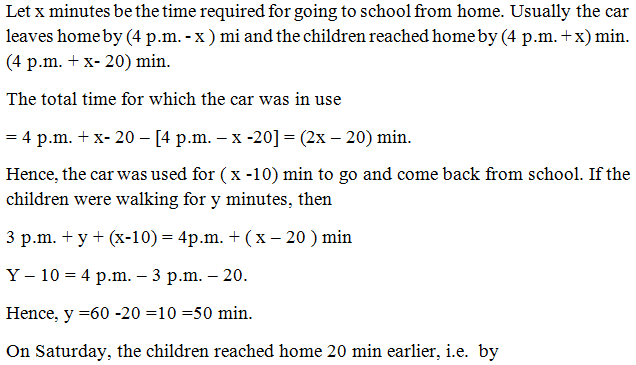 Let x minutes be the time required for going to school from home. Usually the car
leaves home by (4 p.m. - x ) mi and the children reached home by (4 p.m. +x) min.
(4 p.m. + x- 20) min.
The total time for which the car was in use
= 4 p.m. + x- 20 – [4 p.m. – x -20] = (2x – 20) min.
Hence, the car was used for ( x -10) min to go and come back from school. If the
children were walking for y minutes, then
3 p.m. + y + (x-10) = 4p.m. + ( x – 20 ) min
Y – 10 = 4 p.m. – 3 p.m. – 20.
Hence, y =60 -20 =10 =50 min.
On Saturday, the children reached home 20 min earlier, i.e. by